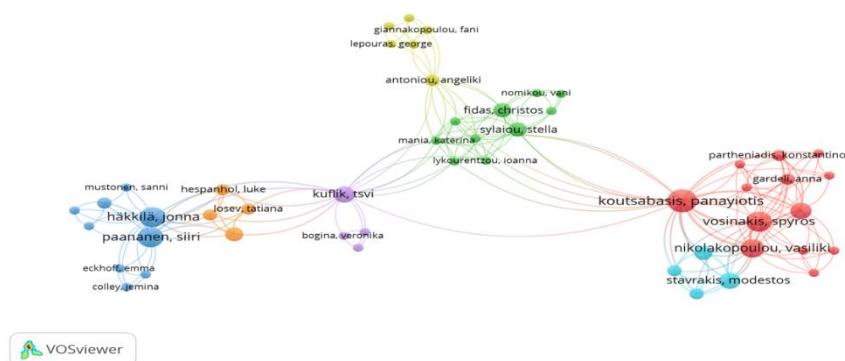 giannakopoulou, fani
lepouras, george
antoniou, angeliki
nomikou, vani
fidas, christos
sylaiou, stella
mania, katerina
lykourentzou, ioanna
partheniadis, konstantino
gardeli, anna
koutsabasis, panayiotis
vosinakis, spyros
nikolakopoulou, vasiliki
stavrakis, modestos
kuflik, tsvi
bogina, veronika
hespanhol, luke
losev, tatiana
mustonen, sanni
häkkilä, jonna
paananen, siiri
eckhoff, emma
colley, jemina
VOSviewer